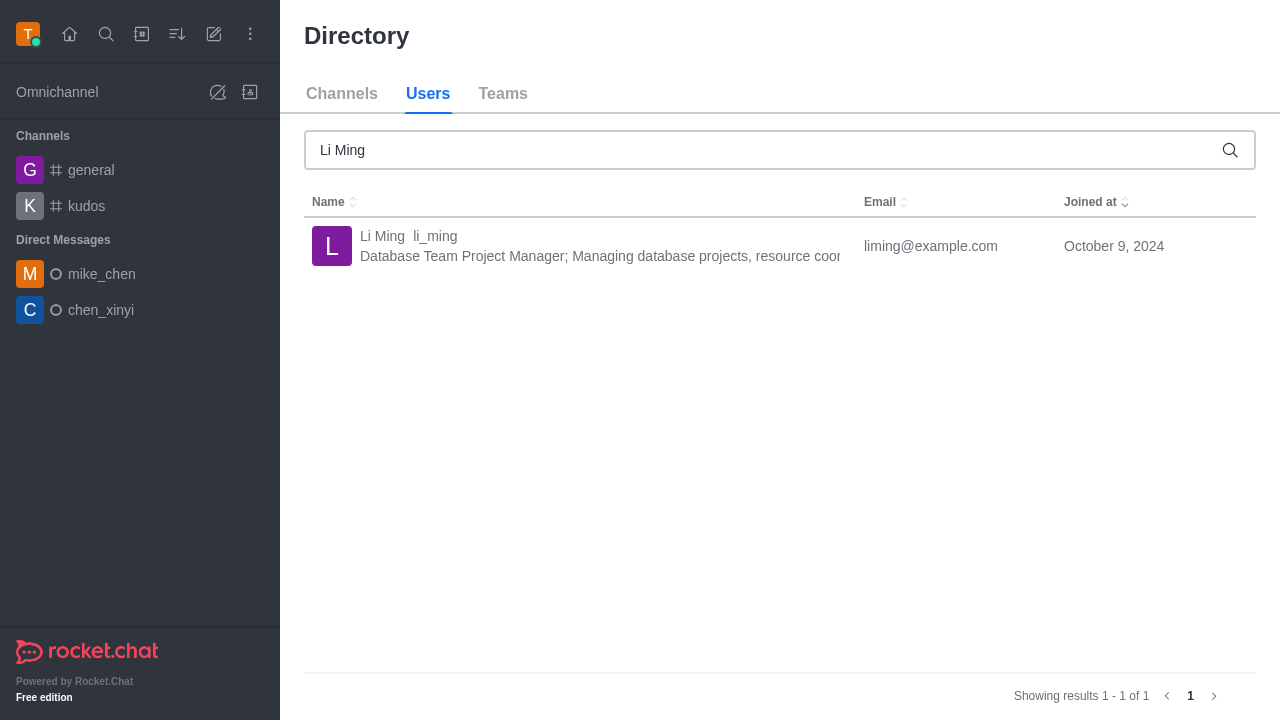 T
Omnichannel
Channels
G general
K kudos
Direct Messages
M mike_chen
C chen_xinyi
rocket.chat
Powered by Rocket.Chat
Free edition
Directory
Channels Users Teams
Li Ming
Name Email Joined at
L
Li Ming li_ming
Database Team Project Manager; Managing database projects, resource coor
liming@example.com
October 9, 2024
Showing results 1 - 1 of 1
1